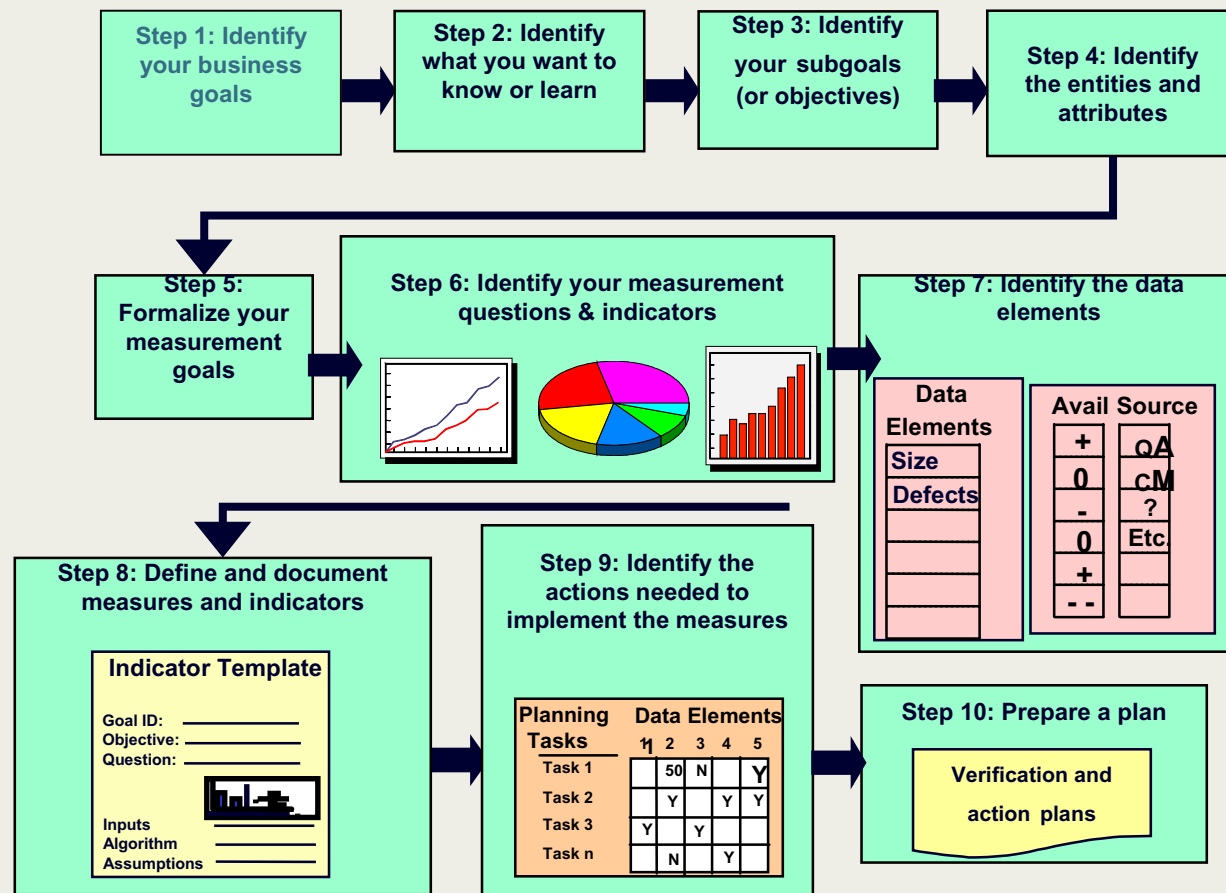 Step 1: Identify
your business
goals
Step 2: Identify
what you want to
know or learn
Step 3: Identify
your subgoals
(or objectives)
Step 4: Identify
the entities and
attributes
Step 5:
Formalize your
measurement
goals
Step 6: Identify your measurement
questions & indicators
Step 7: Identify the data
elements
Data
Elements
Size
Defects
Avail Source
+ QA
0 CM
- ?
0 Etc.
+
- -
Step 8: Define and document
measures and indicators
Indicator Template
Goal ID:
Objective:
Question:
Inputs
Algorithm
Assumptions
Step 9: Identify the
actions needed to
implement the measures
Planning Data Elements
Tasks 1 2 3 4 5
Task 1 50 N Y
Task 2 Y Y Y
Task 3 Y Y
Task n N Y
Step 10: Prepare a plan
Verification and
action plans